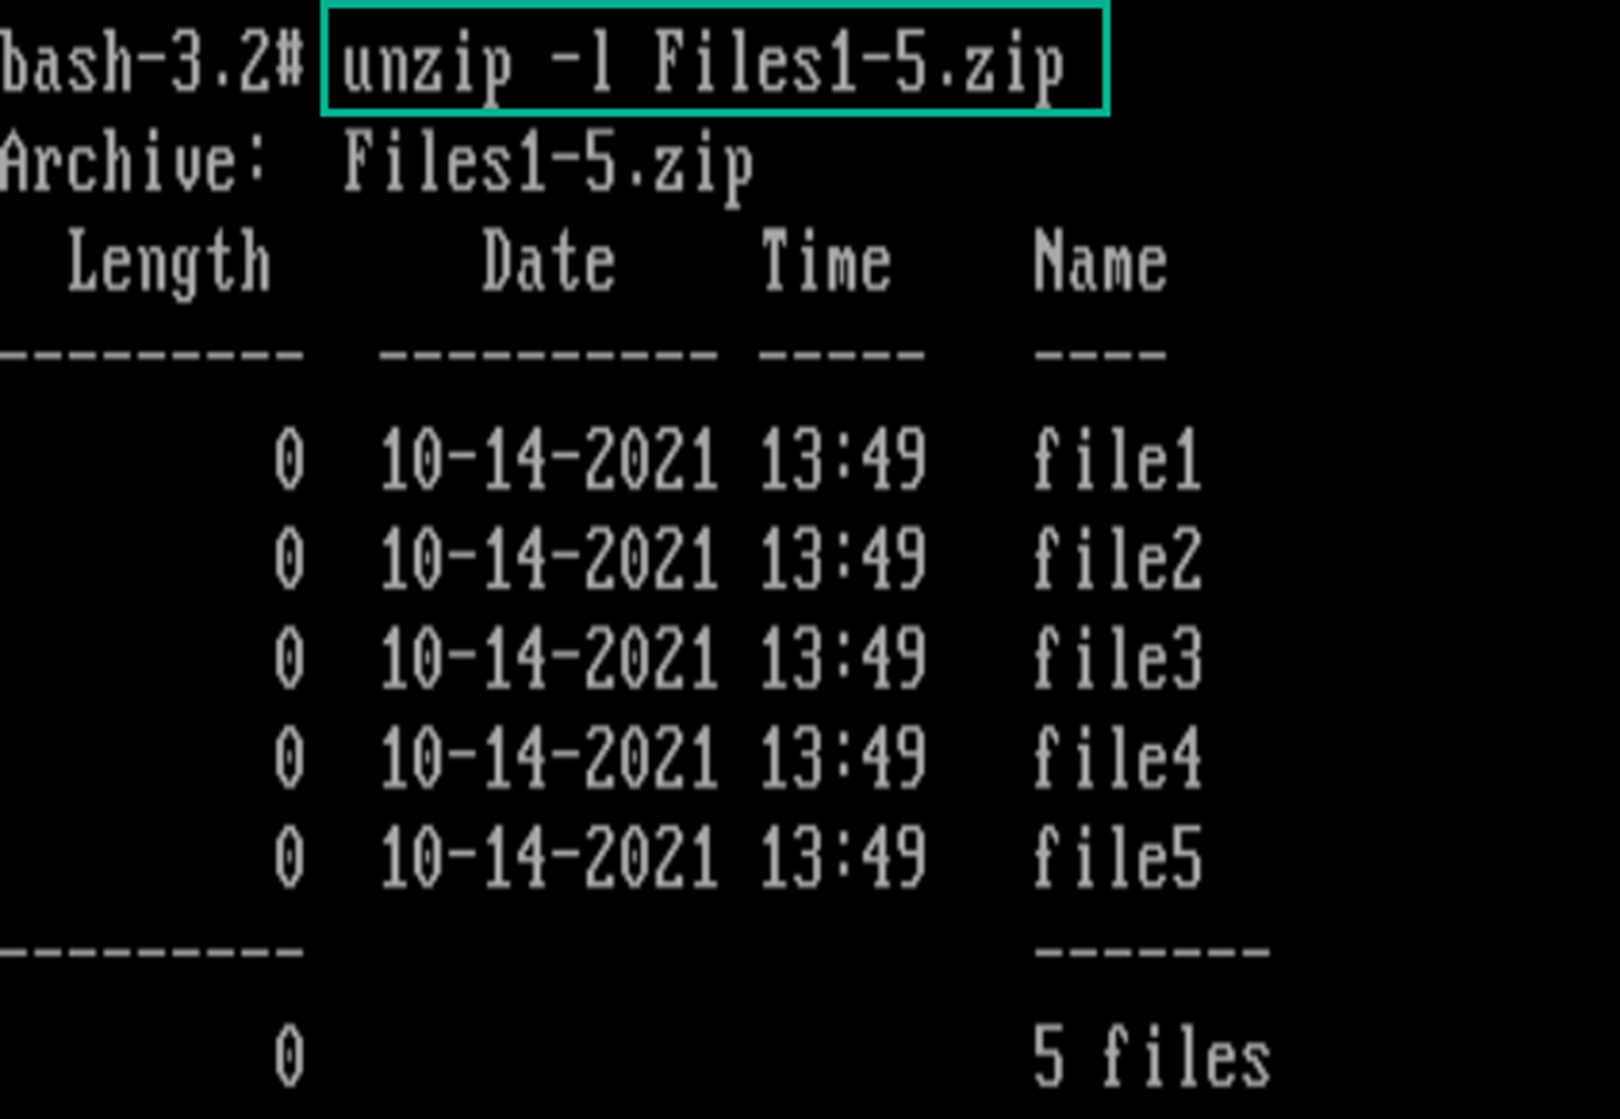 bash-3.2# unzip -l Files1-5.zip
Archive:  Files1-5.zip
  Length      Date    Time    Name
---------  ---------- -----   ----
        0  10-14-2021 13:49   file1
        0  10-14-2021 13:49   file2
        0  10-14-2021 13:49   file3
        0  10-14-2021 13:49   file4
        0  10-14-2021 13:49   file5
---------                     -------
        0                     5 files